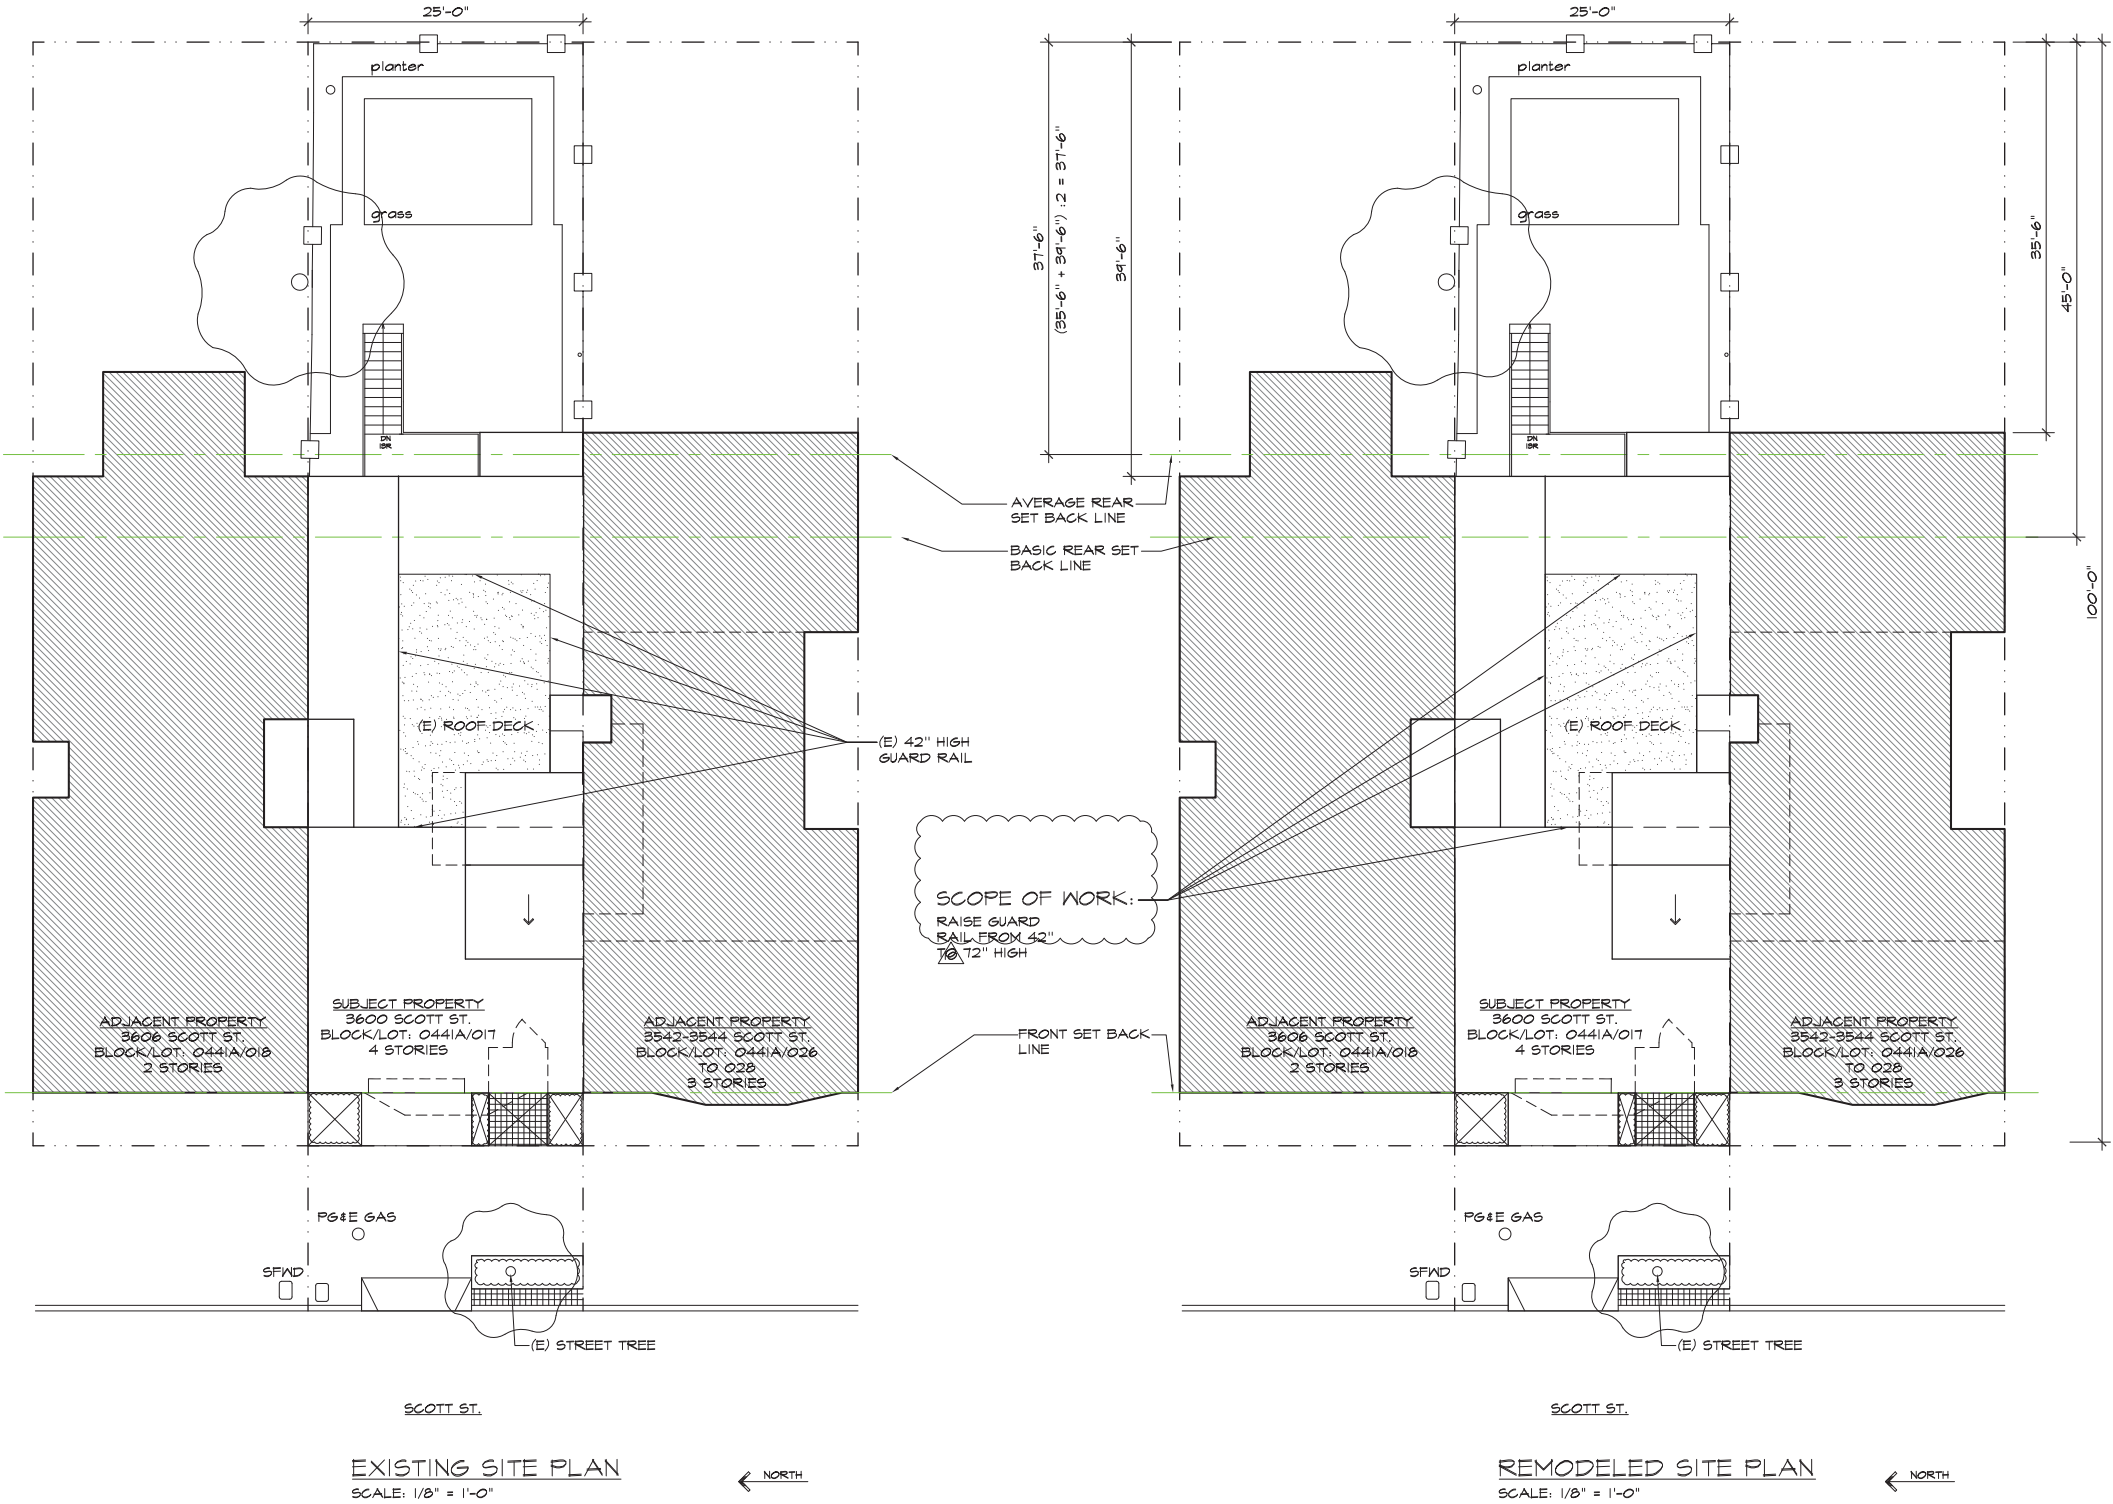 25'-0"
planter
grass
DN
15R
AVERAGE REAR
SET BACK LINE
BASIC REAR SET
BACK LINE
(E) ROOF DECK
(E) 42" HIGH
GUARD RAIL
SCOPE OF WORK:
RAISE GUARD
RAIL FROM 42"
TO 72" HIGH
ADJACENT PROPERTY
3606 SCOTT ST.
BLOCK/LOT: 0441A/018
2 STORIES
SUBJECT PROPERTY
3600 SCOTT ST.
BLOCK/LOT: 0441A/017
4 STORIES
ADJACENT PROPERTY
3542-3544 SCOTT ST.
BLOCK/LOT: 0441A/026
TO 028
3 STORIES
FRONT SET BACK
LINE
PG&E GAS
SFWD
(E) STREET TREE
SCOTT ST.
EXISTING SITE PLAN
SCALE: 1/8" = 1'-0"
NORTH
25'-0"
37'-6"
(35'-6" + 39'-6") :2 = 37'-6"
39'-6"
planter
grass
DN
15R
35'-6"
45'-0"
100'-0"
(E) ROOF DECK
ADJACENT PROPERTY
3606 SCOTT ST.
BLOCK/LOT: 0441A/018
2 STORIES
SUBJECT PROPERTY
3600 SCOTT ST.
BLOCK/LOT: 0441A/017
4 STORIES
ADJACENT PROPERTY
3542-3544 SCOTT ST.
BLOCK/LOT: 0441A/026
TO 028
3 STORIES
PG&E GAS
SFWD
(E) STREET TREE
SCOTT ST.
REMODELED SITE PLAN
SCALE: 1/8" = 1'-0"
NORTH